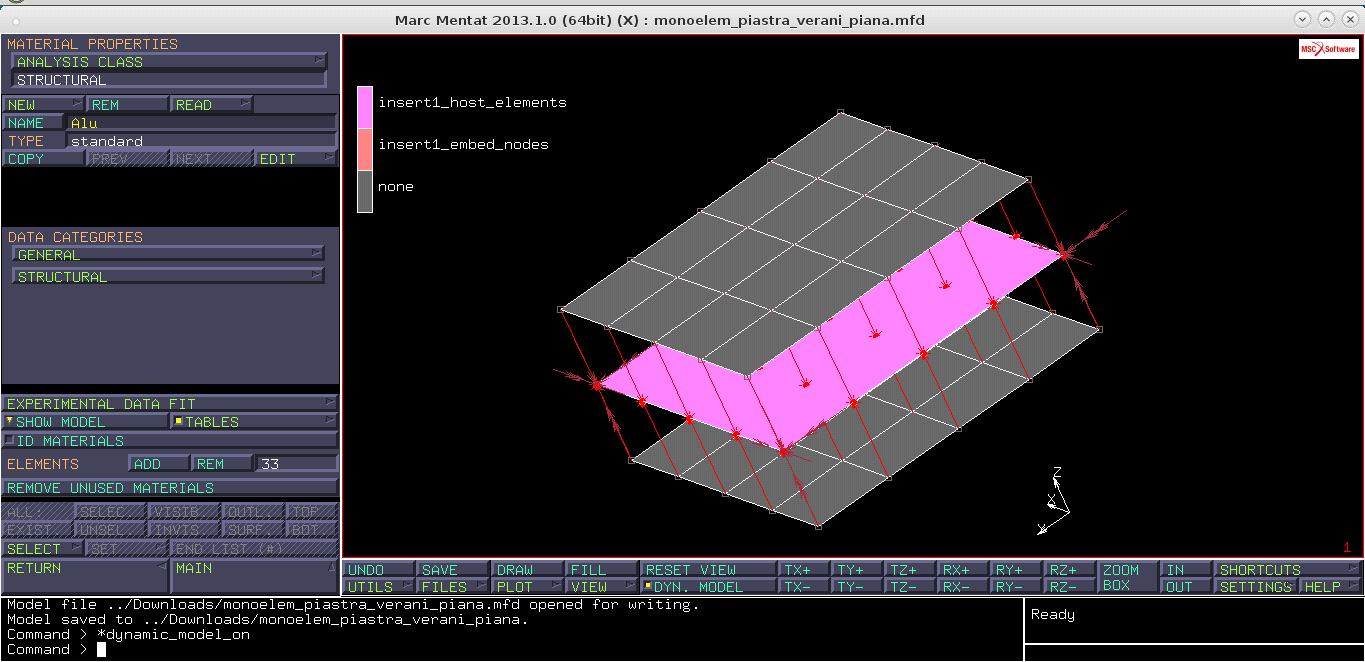 Marc Mentat 2013.1.0 (64bit) (X) : monoelem_piastra_verani_piana.mfd
MATERIAL PROPERTIES
ANALYSIS CLASS
STRUCTURAL
NEW REM READ
NAME Alu
TYPE standard
COPY PREV NEXT EDIT
DATA CATEGORIES
GENERAL
STRUCTURAL
EXPERIMENTAL DATA FIT
SHOW MODEL TABLES
ID MATERIALS
ELEMENTS ADD REM 33
REMOVE UNUSED MATERIALS
ALL: SELEC. VISIB. OUTL. TOP
EXIST. UNSEL. INVIS. SURF. BOT.
SELECT SET END LIST (#)
RETURN MAIN
insert1_host_elements
insert1_embed_nodes
none
MSC Software
Z
X
Y
1
UNDO SAVE DRAW FILL RESET VIEW TX+ TY+ TZ+ RX+ RY+ RZ+ ZOOM IN SHORTCUTS
UTILS FILES PLOT VIEW DYN. MODEL TX- TY- TZ- RX- RY- RZ- BOX OUT SETTINGS HELP
Model file ../Downloads/monoelem_piastra_verani_piana.mfd opened for writing.
Model saved to ../Downloads/monoelem_piastra_verani_piana.
Command > *dynamic_model_on
Command >
Ready